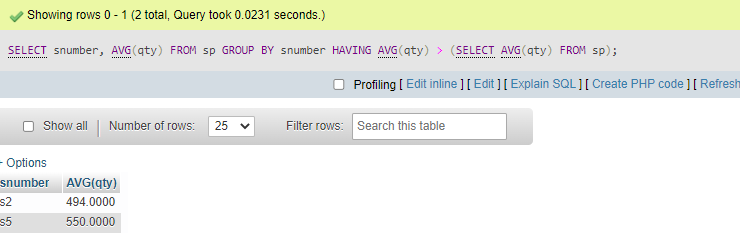 Showing rows 0 - 1 (2 total, Query took 0.0231 seconds.)
SELECT snumber, AVG(qty) FROM sp GROUP BY snumber HAVING AVG(qty) > (SELECT AVG(qty) FROM sp);
Profiling [ Edit inline ] [ Edit ] [ Explain SQL ] [ Create PHP code ] [ Refresh
Show all | Number of rows: 25 Filter rows: Search this table
+ Options
snumber AVG(qty)
s2 494.0000
s5 550.0000